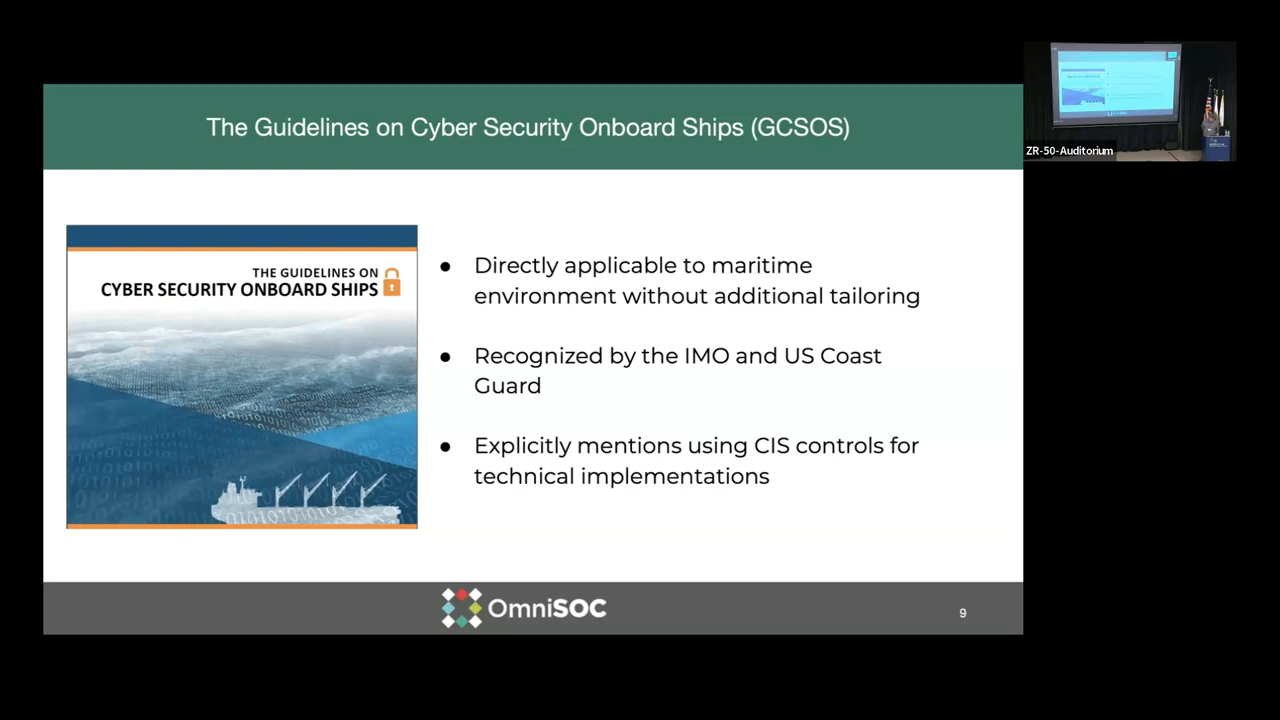 The Guidelines on Cyber Security Onboard Ships (GCSOS)
ZR-50-Auditorium
THE GUIDELINES ON
CYBER SECURITY ONBOARD SHIPS
● Directly applicable to maritime
environment without additional tailoring
● Recognized by the IMO and US Coast
Guard
● Explicitly mentions using CIS controls for
technical implementations
OmniSOC
9